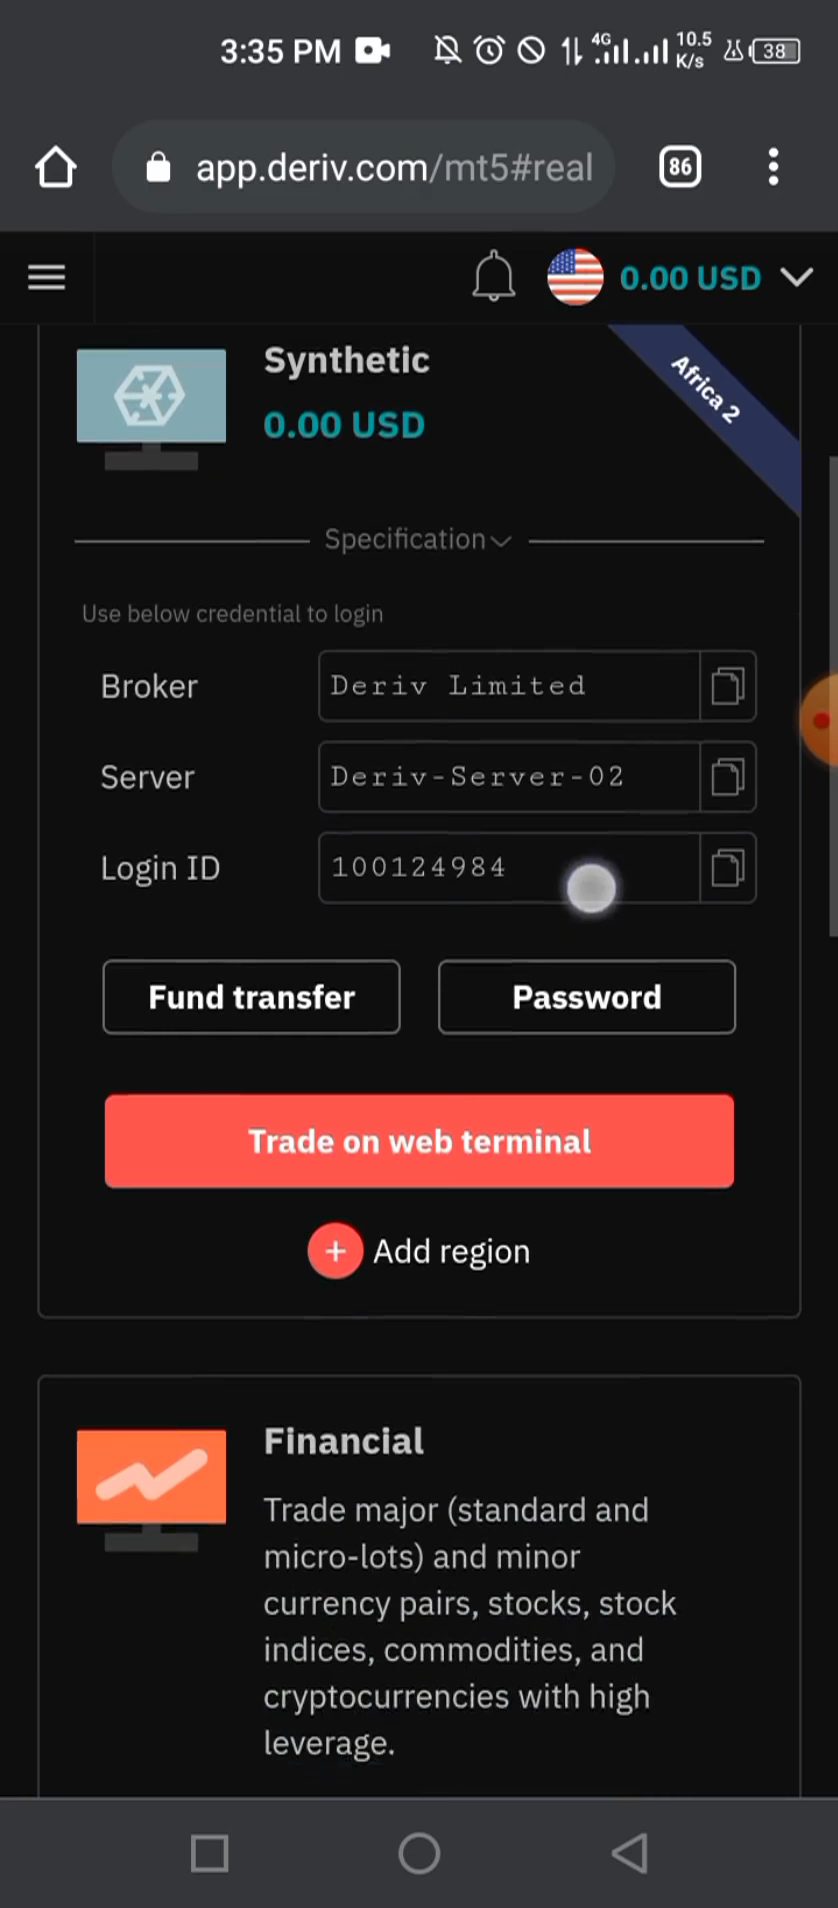 3:35 PM 4G 10.5 K/s 38
app.deriv.com/mt5#real 86
0.00 USD
Synthetic
Africa 2
0.00 USD
Specification
Use below credential to login
Broker Deriv Limited
Server Deriv-Server-02
Login ID 100124984
Fund transfer Password
Trade on web terminal
+ Add region
Financial
Trade major (standard and
micro-lots) and minor
currency pairs, stocks, stock
indices, commodities, and
cryptocurrencies with high
leverage.